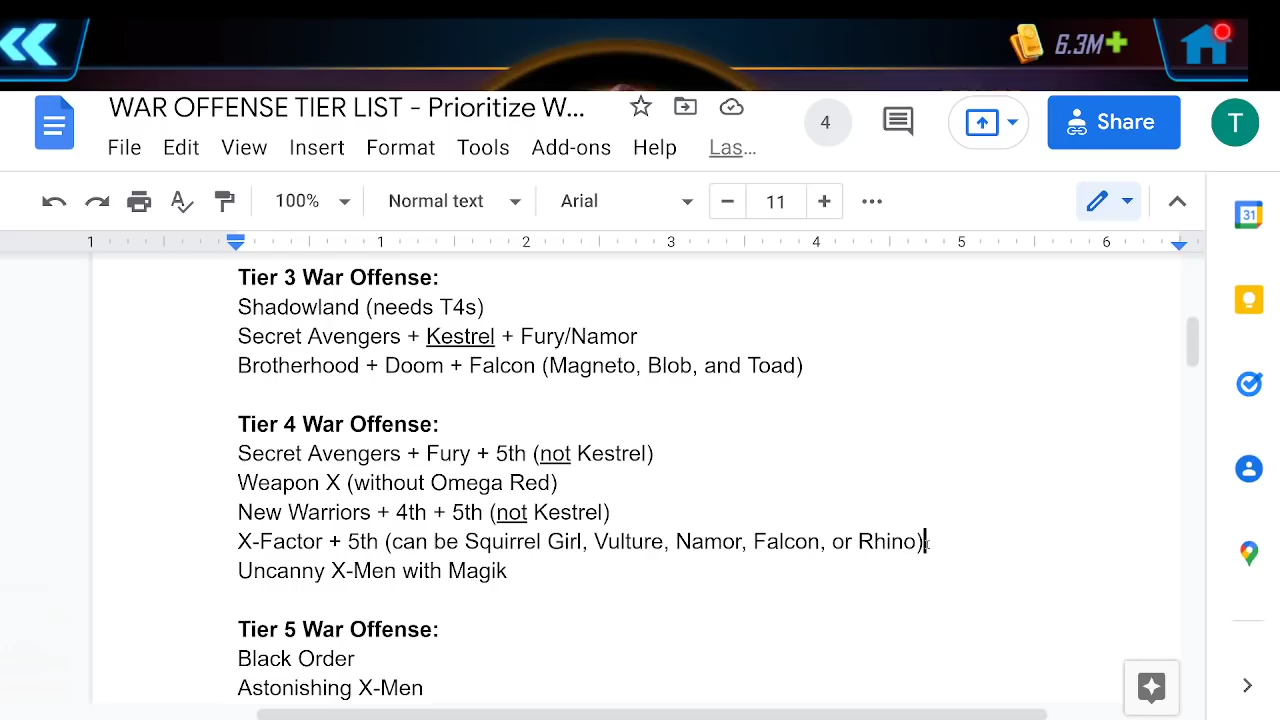 6.3M
WAR OFFENSE TIER LIST - Prioritize W...
4
Share
T
File Edit View Insert Format Tools Add-ons Help Las...
100% Normal text Arial 11
31
1 1 2 3 4 5 6
Tier 3 War Offense:
Shadowland (needs T4s)
Secret Avengers + Kestrel + Fury/Namor
Brotherhood + Doom + Falcon (Magneto, Blob, and Toad)
Tier 4 War Offense:
Secret Avengers + Fury + 5th (not Kestrel)
Weapon X (without Omega Red)
New Warriors + 4th + 5th (not Kestrel)
X-Factor + 5th (can be Squirrel Girl, Vulture, Namor, Falcon, or Rhino)
Uncanny X-Men with Magik
Tier 5 War Offense:
Black Order
Astonishing X-Men